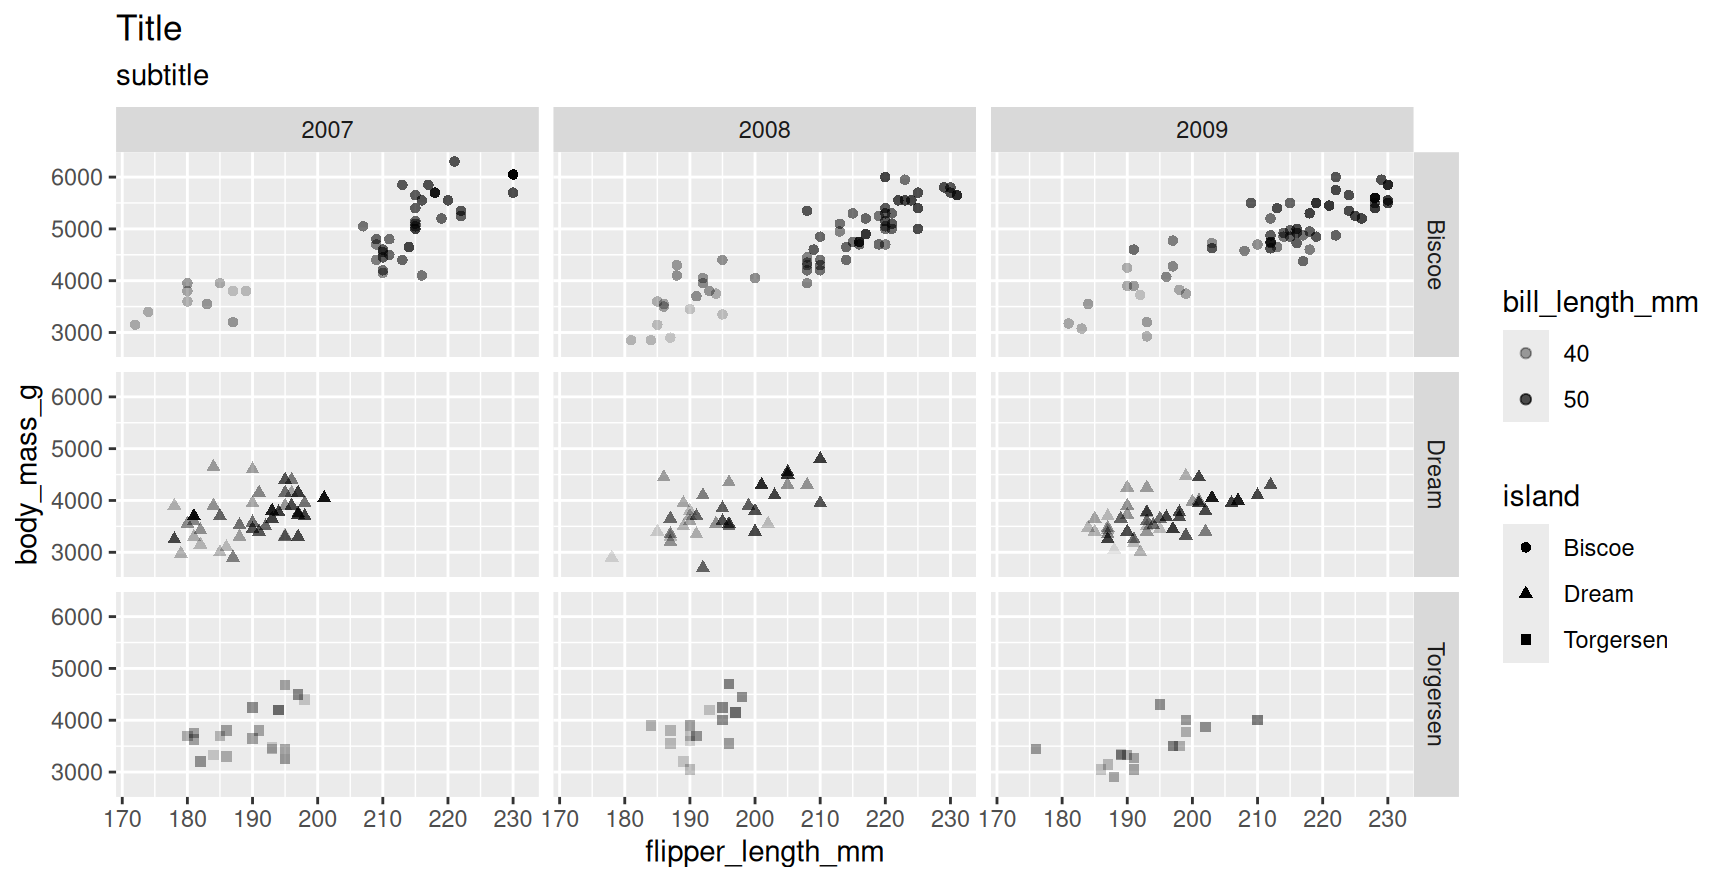 Title
subtitle
2007
2008
2009
6000
5000
4000
3000
Biscoe
6000
5000
4000
3000
Dream
6000
5000
4000
3000
Torgersen
body_mass_g
170 180 190 200 210 220 230
170 180 190 200 210 220 230
170 180 190 200 210 220 230
flipper_length_mm
bill_length_mm
40
50
island
Biscoe
Dream
Torgersen